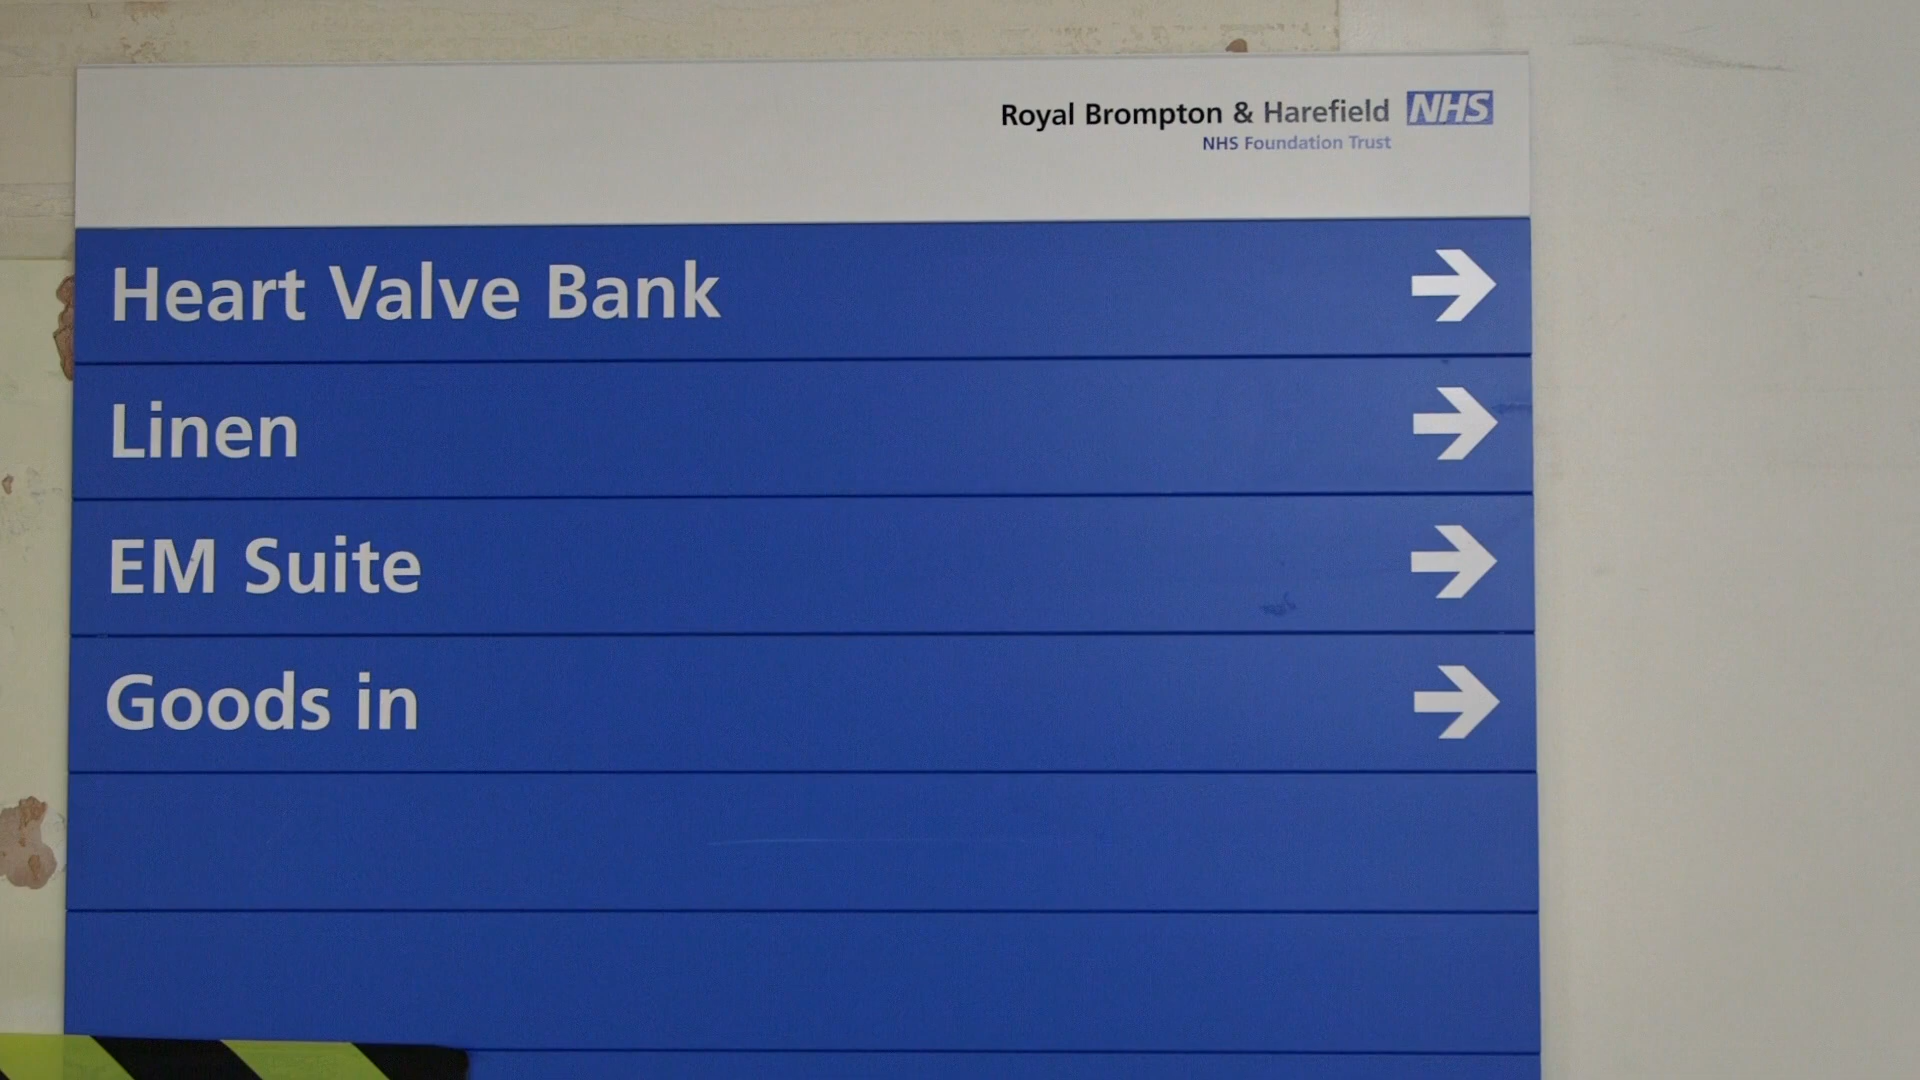 Royal Brompton & Harefield NHS
NHS Foundation Trust
Heart Valve Bank
Linen
EM Suite
Goods in